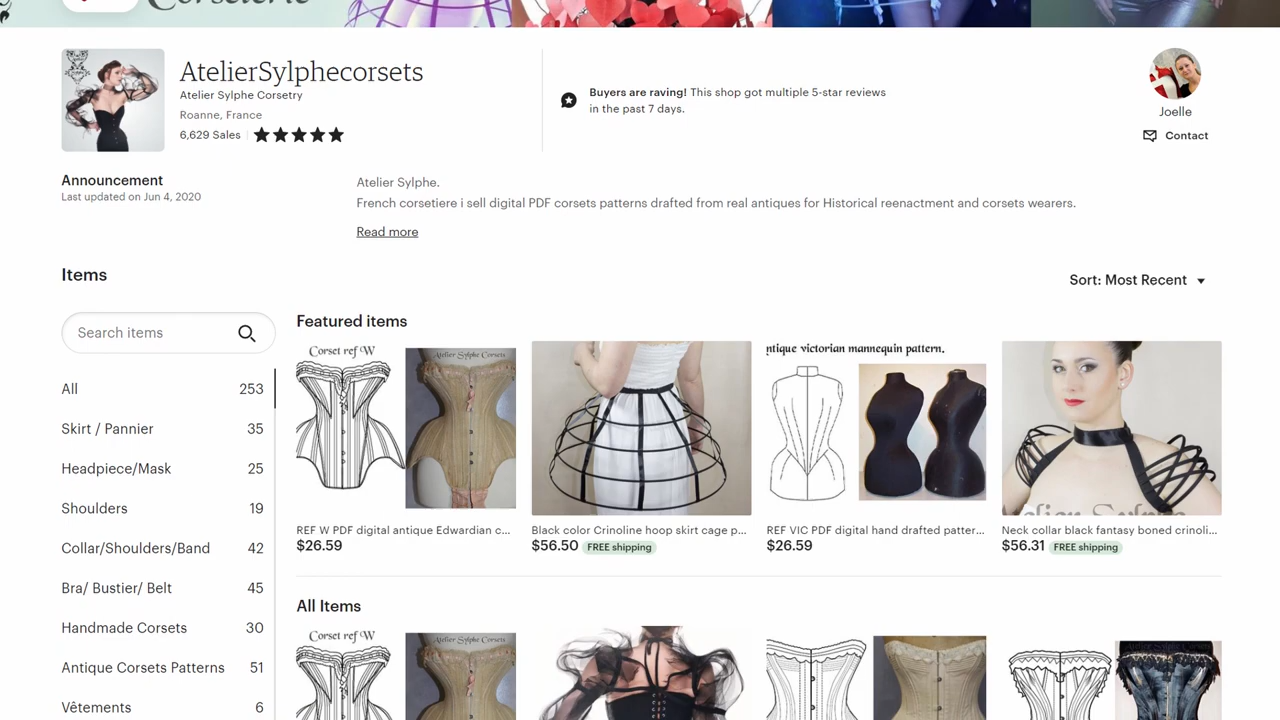 Corseterie
AtelierSylphecorsets
Atelier Sylphe Corsetry
Roanne, France
6,629 Sales
Buyers are raving! This shop got multiple 5-star reviews
in the past 7 days.
Joelle
Contact
Announcement
Last updated on Jun 4, 2020
Atelier Sylphe.
French corsetiere i sell digital PDF corsets patterns drafted from real antiques for Historical reenactment and corsets wearers.
Read more
Items
Sort: Most Recent
Search items
All 253
Skirt / Pannier 35
Headpiece/Mask 25
Shoulders 19
Collar/Shoulders/Band 42
Bra/ Bustier/ Belt 45
Handmade Corsets 30
Antique Corsets Patterns 51
Vêtements 6
Featured items
Corset ref W
Atelier Sylphe Corsets
ntique victorian mannequin pattern.
Atelier Sylphe
REF W PDF digital antique Edwardian c...
$26.59
Black color Crinoline hoop skirt cage p...
$56.50 FREE shipping
REF VIC PDF digital hand drafted patter...
$26.59
Neck collar black fantasy boned crinoli...
$56.31 FREE shipping
All Items
Corset ref W
Atelier Sylphe Corsets